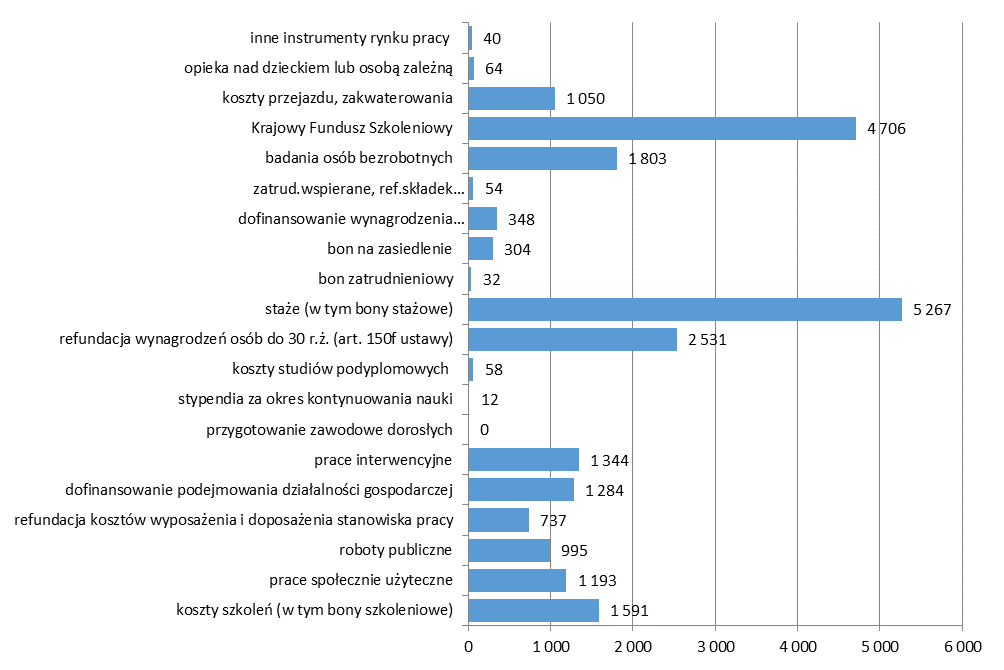 inne instrumenty rynku pracy 40
opieka nad dzieckiem lub osobą zależną 64
koszty przejazdu, zakwaterowania 1 050
Krajowy Fundusz Szkoleniowy 4 706
badania osób bezrobotnych 1 803
zatrud.wspierane, ref.składek... 54
dofinansowanie wynagrodzenia... 348
bon na zasiedlenie 304
bon zatrudnieniowy 32
staże (w tym bony stażowe) 5 267
refundacja wynagrodzeń osób do 30 r.ż. (art. 150f ustawy) 2 531
koszty studiów podyplomowych 58
stypendia za okres kontynuowania nauki 12
przygotowanie zawodowe dorosłych 0
prace interwencyjne 1 344
dofinansowanie podejmowania działalności gospodarczej 1 284
refundacja kosztów wyposażenia i doposażenia stanowiska pracy 737
roboty publiczne 995
prace społecznie użyteczne 1 193
koszty szkoleń (w tym bony szkoleniowe) 1 591
0 1 000 2 000 3 000 4 000 5 000 6 000